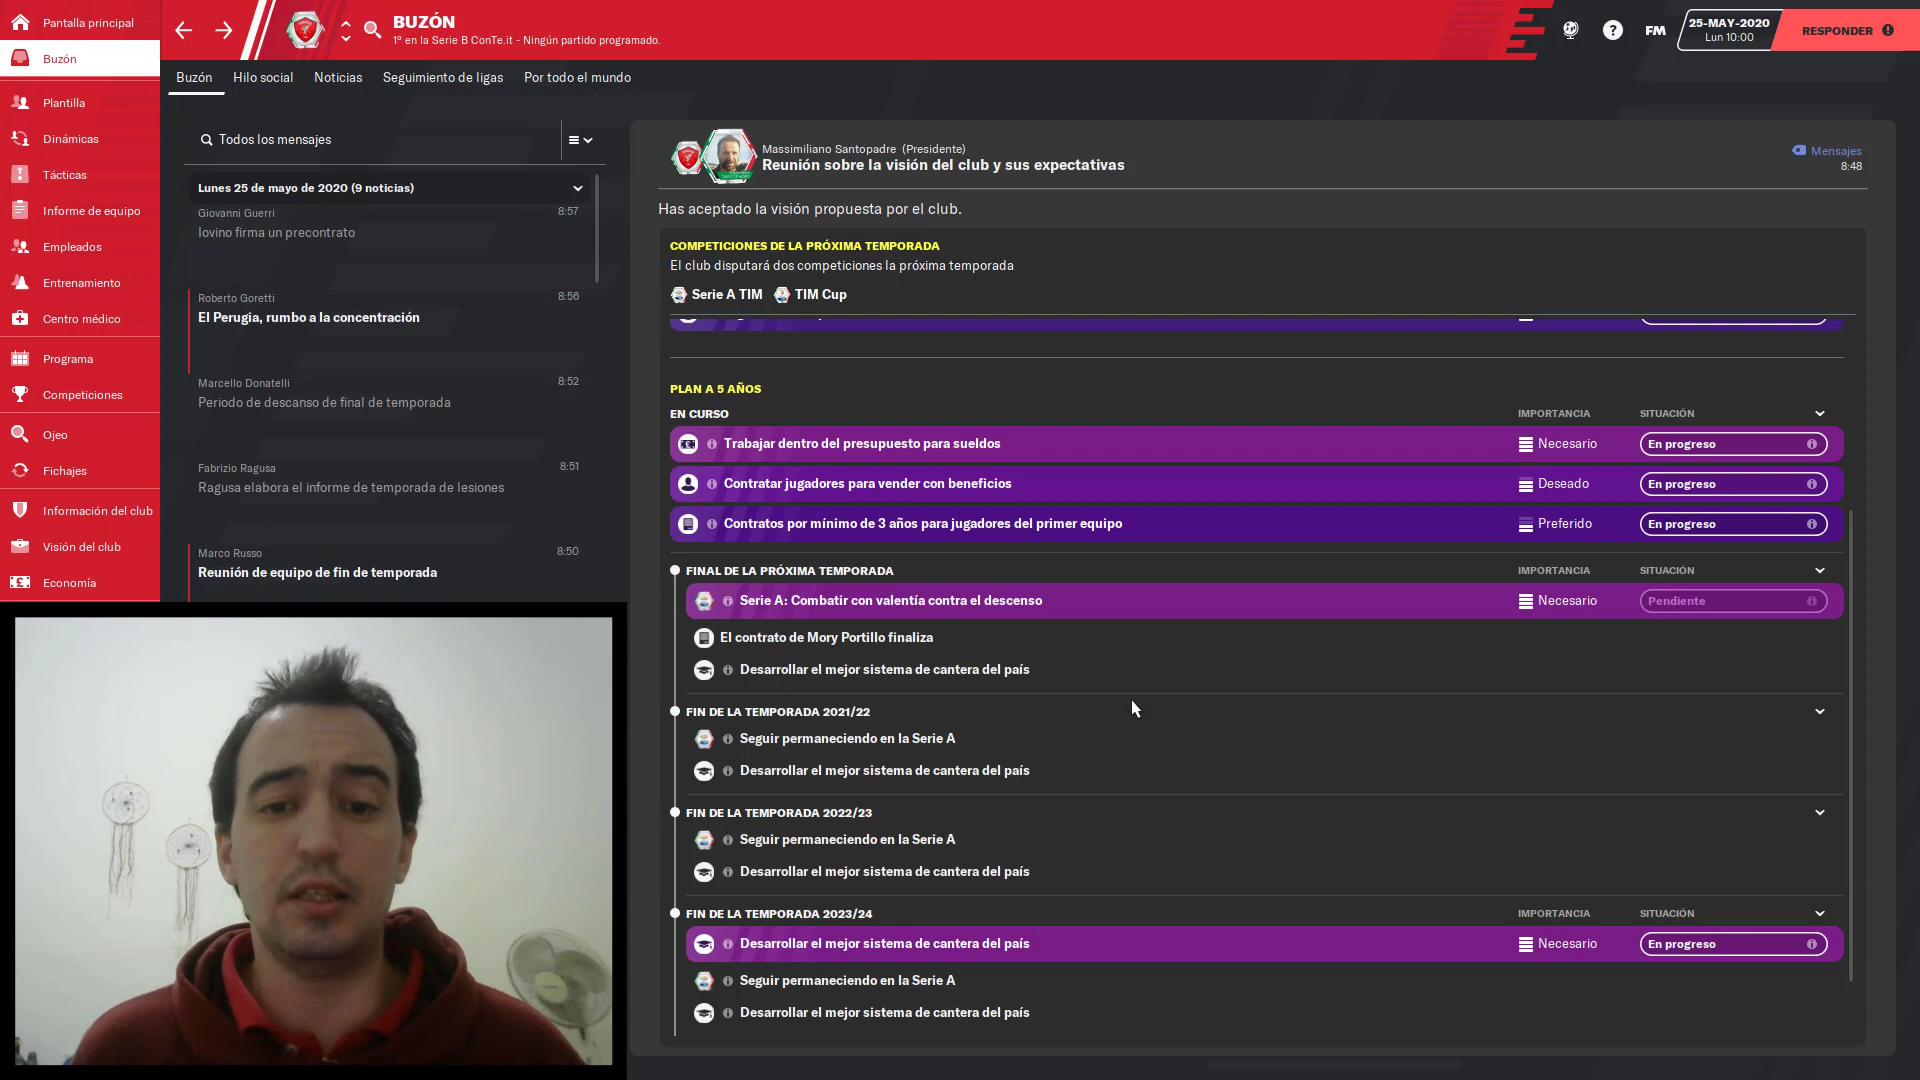 Pantalla principal
Buzón
Plantilla
Dinámicas
Tácticas
Informe de equipo
Empleados
Entrenamiento
Centro médico
Programa
Competiciones
Ojeo
Fichajes
Información del club
Visión del club
Economía
BUZÓN
1º en la Serie B ConTe.it - Ningún partido programado.
FM
25-MAY-2020
Lun 10:00
RESPONDER
Buzón
Hilo social
Noticias
Seguimiento de ligas
Por todo el mundo
Todos los mensajes
Lunes 25 de mayo de 2020 (9 noticias)
Giovanni Guerri 8:57
Iovino firma un precontrato
Roberto Goretti 8:56
El Perugia, rumbo a la concentración
Marcello Donatelli 8:52
Periodo de descanso de final de temporada
Fabrizio Ragusa 8:51
Ragusa elabora el informe de temporada de lesiones
Marco Russo 8:50
Reunión de equipo de fin de temporada
Massimiliano Santopadre (Presidente)
Reunión sobre la visión del club y sus expectativas
Mensajes
8:48
Has aceptado la visión propuesta por el club.
COMPETICIONES DE LA PRÓXIMA TEMPORADA
El club disputará dos competiciones la próxima temporada
Serie A TIM TIM Cup
PLAN A 5 AÑOS
EN CURSO IMPORTANCIA SITUACIÓN
Trabajar dentro del presupuesto para sueldos Necesario En progreso
Contratar jugadores para vender con beneficios Deseado En progreso
Contratos por mínimo de 3 años para jugadores del primer equipo Preferido En progreso
FINAL DE LA PRÓXIMA TEMPORADA IMPORTANCIA SITUACIÓN
Serie A: Combatir con valentía contra el descenso Necesario Pendiente
El contrato de Mory Portillo finaliza
Desarrollar el mejor sistema de cantera del país
FIN DE LA TEMPORADA 2021/22
Seguir permaneciendo en la Serie A
Desarrollar el mejor sistema de cantera del país
FIN DE LA TEMPORADA 2022/23
Seguir permaneciendo en la Serie A
Desarrollar el mejor sistema de cantera del país
FIN DE LA TEMPORADA 2023/24 IMPORTANCIA SITUACIÓN
Desarrollar el mejor sistema de cantera del país Necesario En progreso
Seguir permaneciendo en la Serie A
Desarrollar el mejor sistema de cantera del país